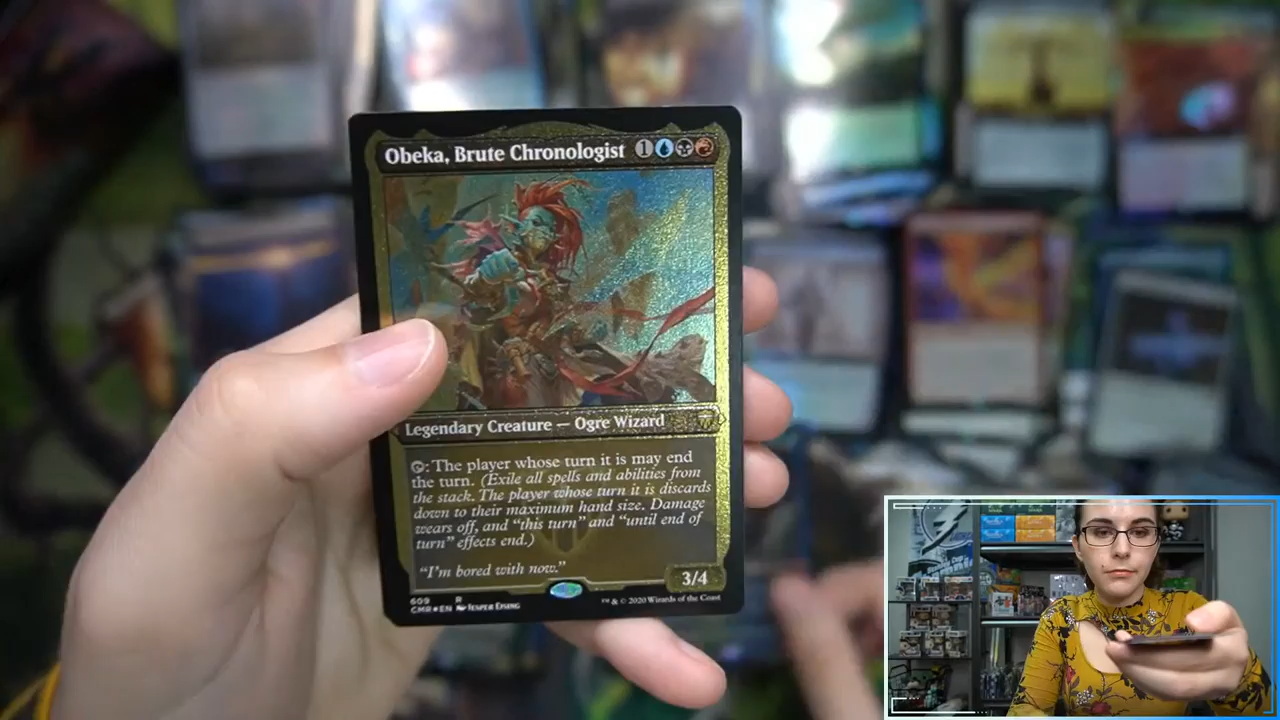 Obeka, Brute Chronologist 1
Legendary Creature — Ogre Wizard
: The player whose turn it is may end
the turn. (Exile all spells and abilities from
the stack. The player whose turn it is discards
down to their maximum hand size. Damage
wears off, and “this turn” and “until end of
turn” effects end.)
“I’m bored with now.”
3/4
609 R
CMR★EN Jesper Ejsing
™ & © 2020 Wizards of the Coast